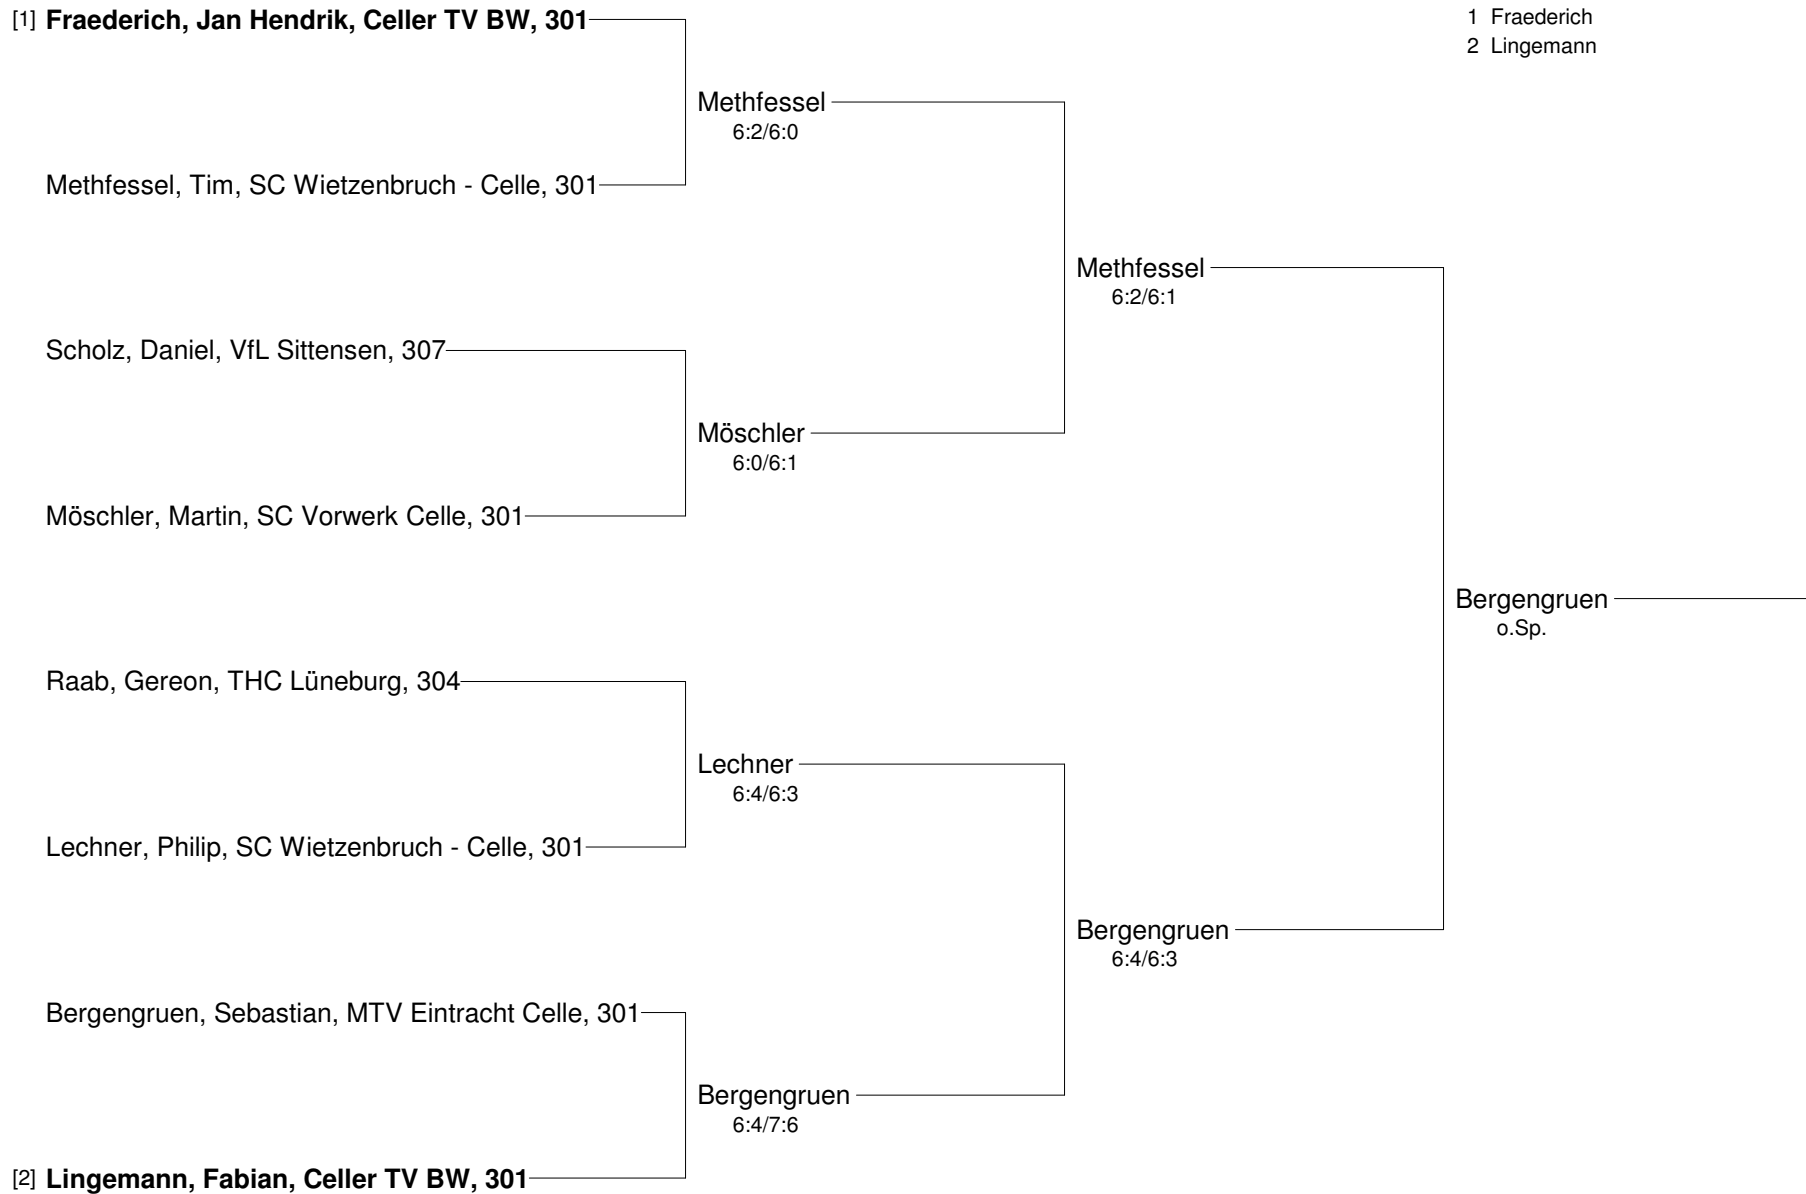 [1] Fraederich, Jan Hendrik, Celler TV BW, 301
1 Fraederich
2 Lingemann
Methfessel
6:2/6:0
Methfessel, Tim, SC Wietzenbruch - Celle, 301
Methfessel
6:2/6:1
Scholz, Daniel, VfL Sittensen, 307
Möschler
6:0/6:1
Möschler, Martin, SC Vorwerk Celle, 301
Bergengruen
o.Sp.
Raab, Gereon, THC Lüneburg, 304
Lechner
6:4/6:3
Lechner, Philip, SC Wietzenbruch - Celle, 301
Bergengruen
6:4/6:3
Bergengruen, Sebastian, MTV Eintracht Celle, 301
Bergengruen
6:4/7:6
[2] Lingemann, Fabian, Celler TV BW, 301